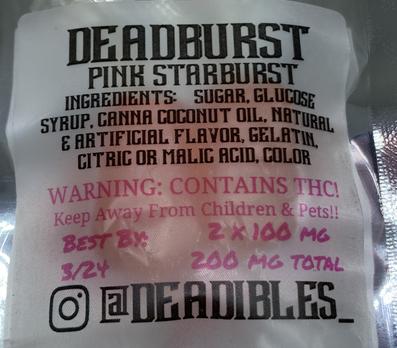 DEADBURST
PINK STARBURST
INGREDIENTS: SUGAR, GLUCOSE
SYRUP, CANNA COCONUT OIL, NATURAL
& ARTIFICIAL FLAVOR, GELATIN,
CITRIC OR MALIC ACID, COLOR
WARNING: CONTAINS THC!
Keep Away From Children & Pets!!
BEST BY: 2 X 100 MG
3/24 200 MG TOTAL
@DEADIBLES_